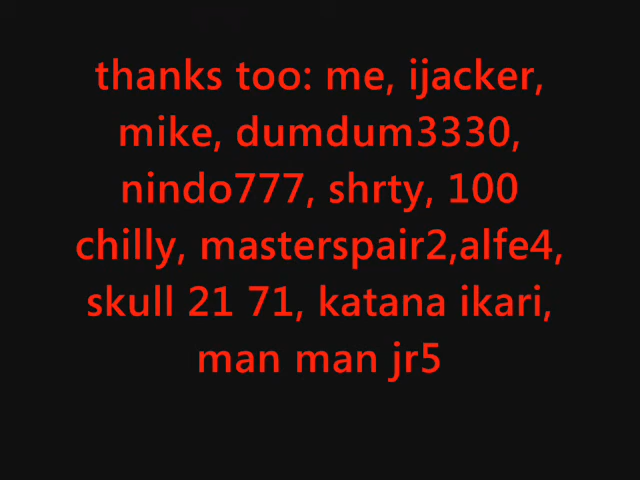 thanks too: me, ijacker,
mike, dumdum3330,
nindo777, shrty, 100
chilly, masterspair2,alfe4,
skull 21 71, katana ikari,
man man jr5